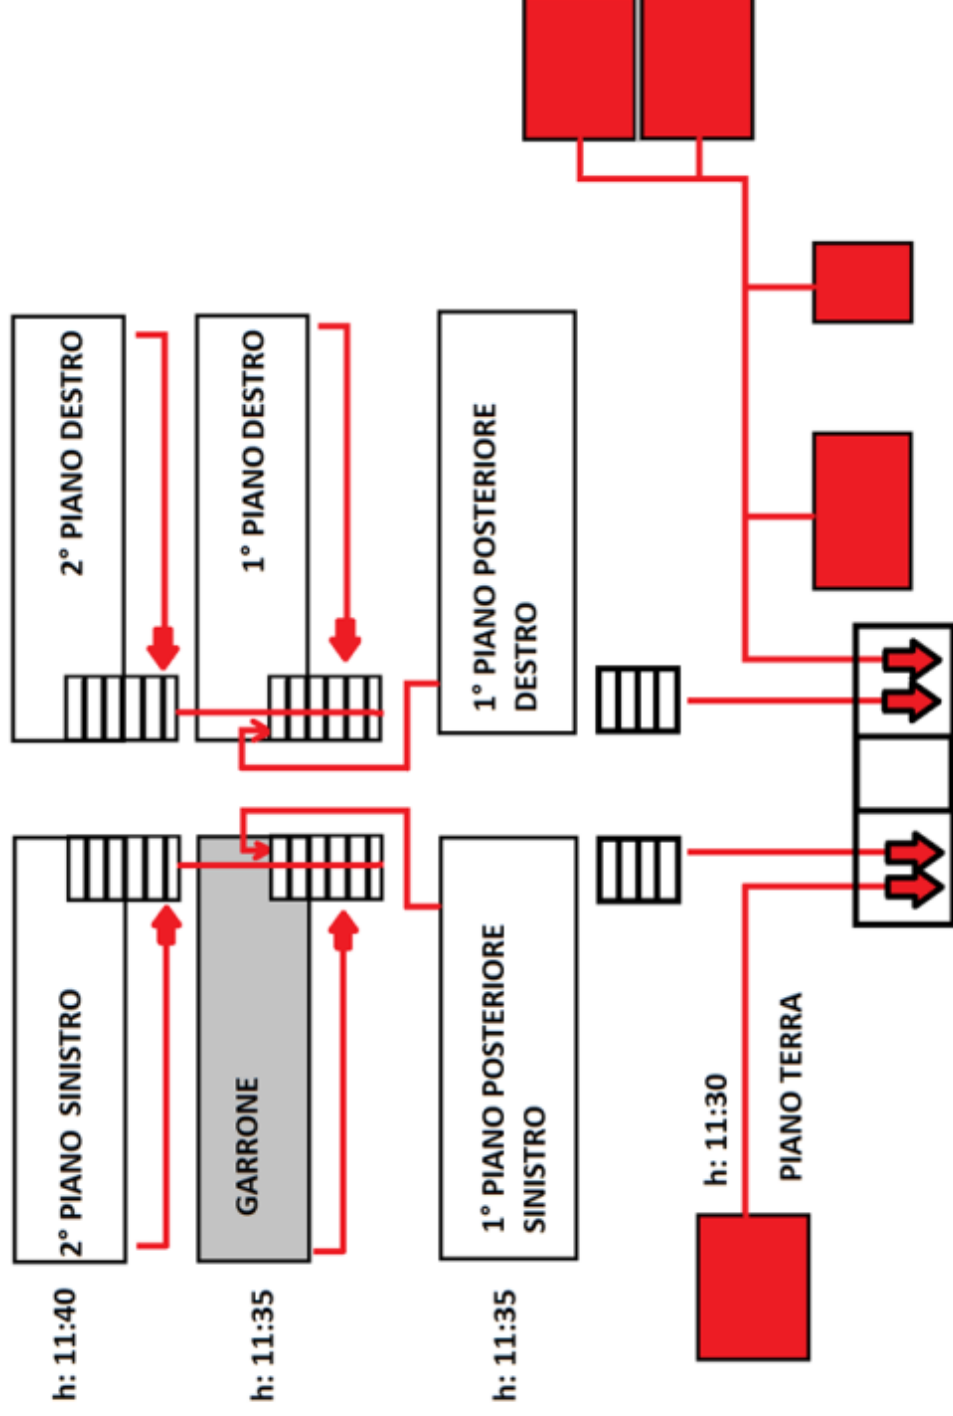 h: 11:40
2° PIANO SINISTRO
2° PIANO DESTRO
h: 11:35
GARRONE
1° PIANO DESTRO
h: 11:35
1° PIANO POSTERIORE
SINISTRO
1° PIANO POSTERIORE
DESTRO
h: 11:30
PIANO TERRA